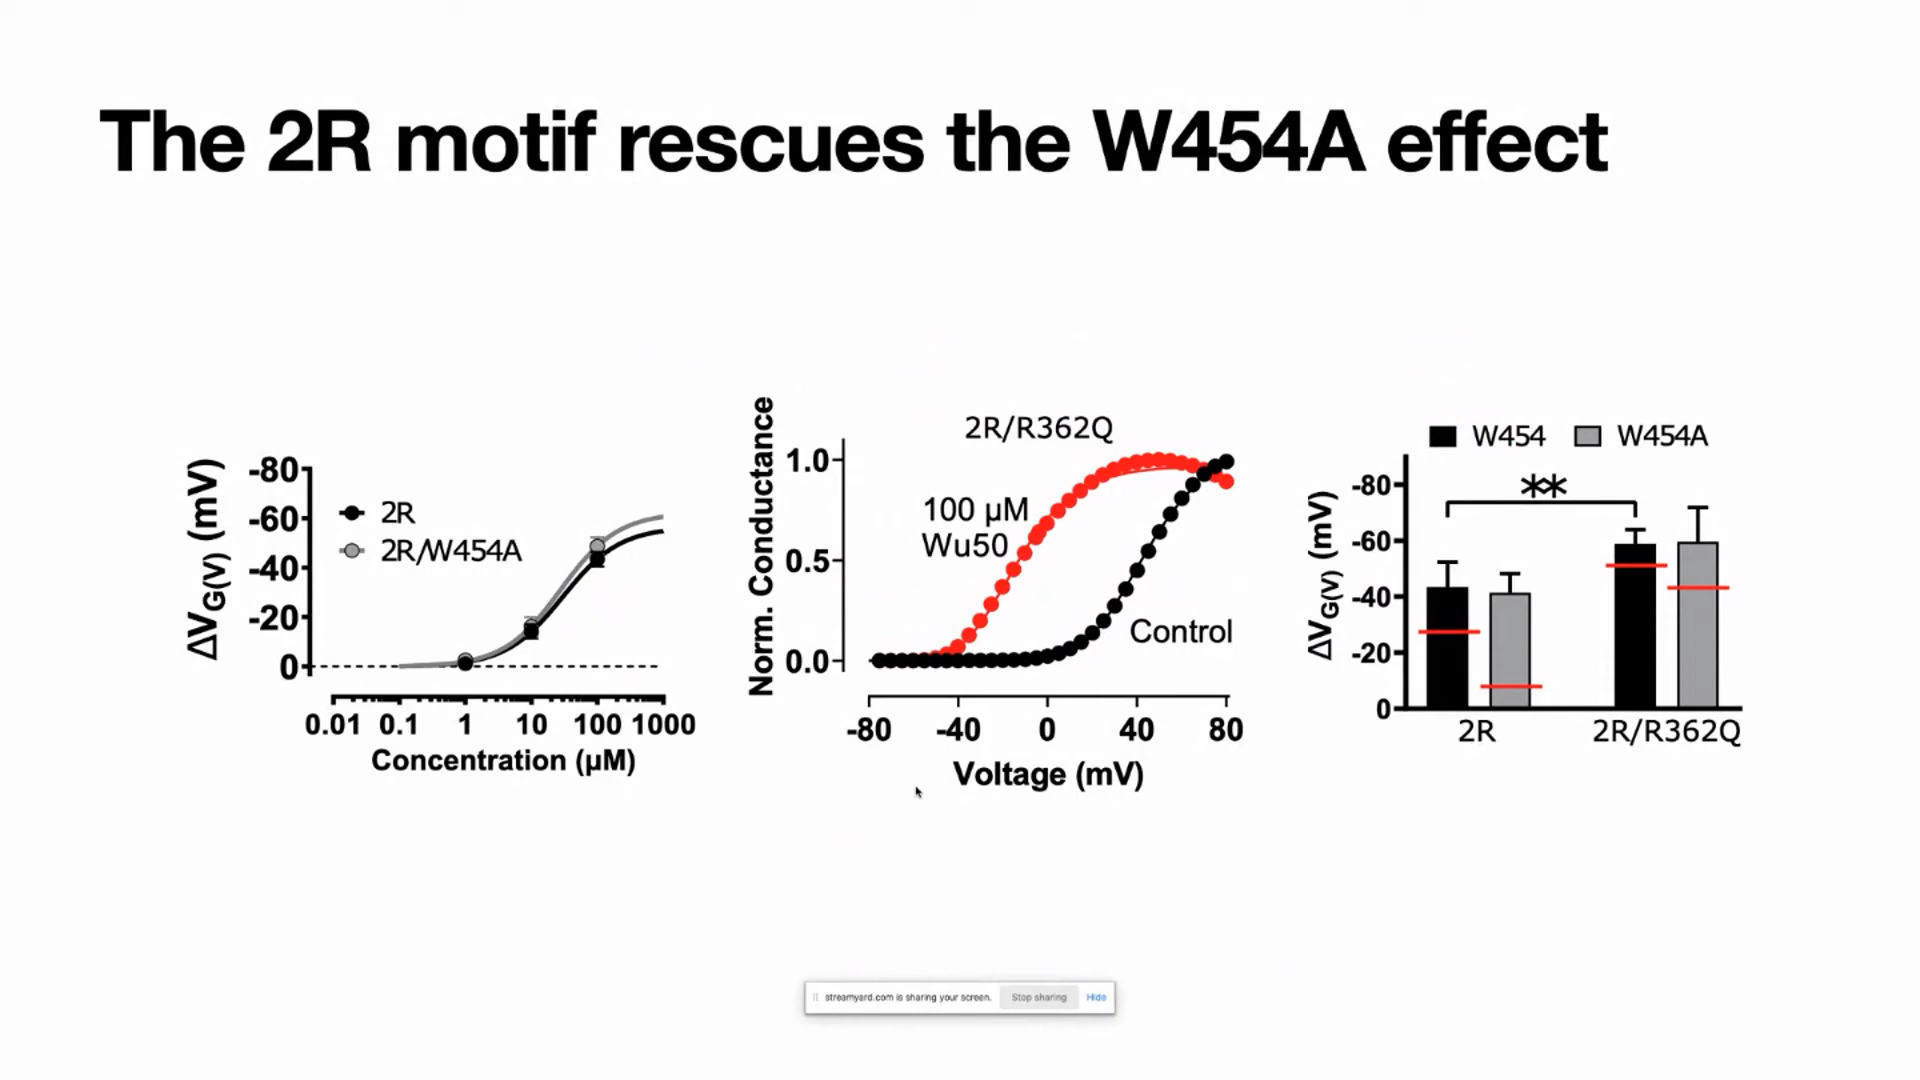 The 2R motif rescues the W454A effect
ΔVG(V) (mV)
-80
-60
-40
-20
0
2R
2R/W454A
0.01 0.1 1 10 100 1000
Concentration (µM)
Norm. Conductance
2R/R362Q
1.0
0.5
0.0
100 µM
Wu50
Control
-80 -40 0 40 80
Voltage (mV)
W454 W454A
**
ΔVG(V) (mV)
-80
-60
-40
-20
0
2R 2R/R362Q
streamyard.com is sharing your screen. Stop sharing Hide